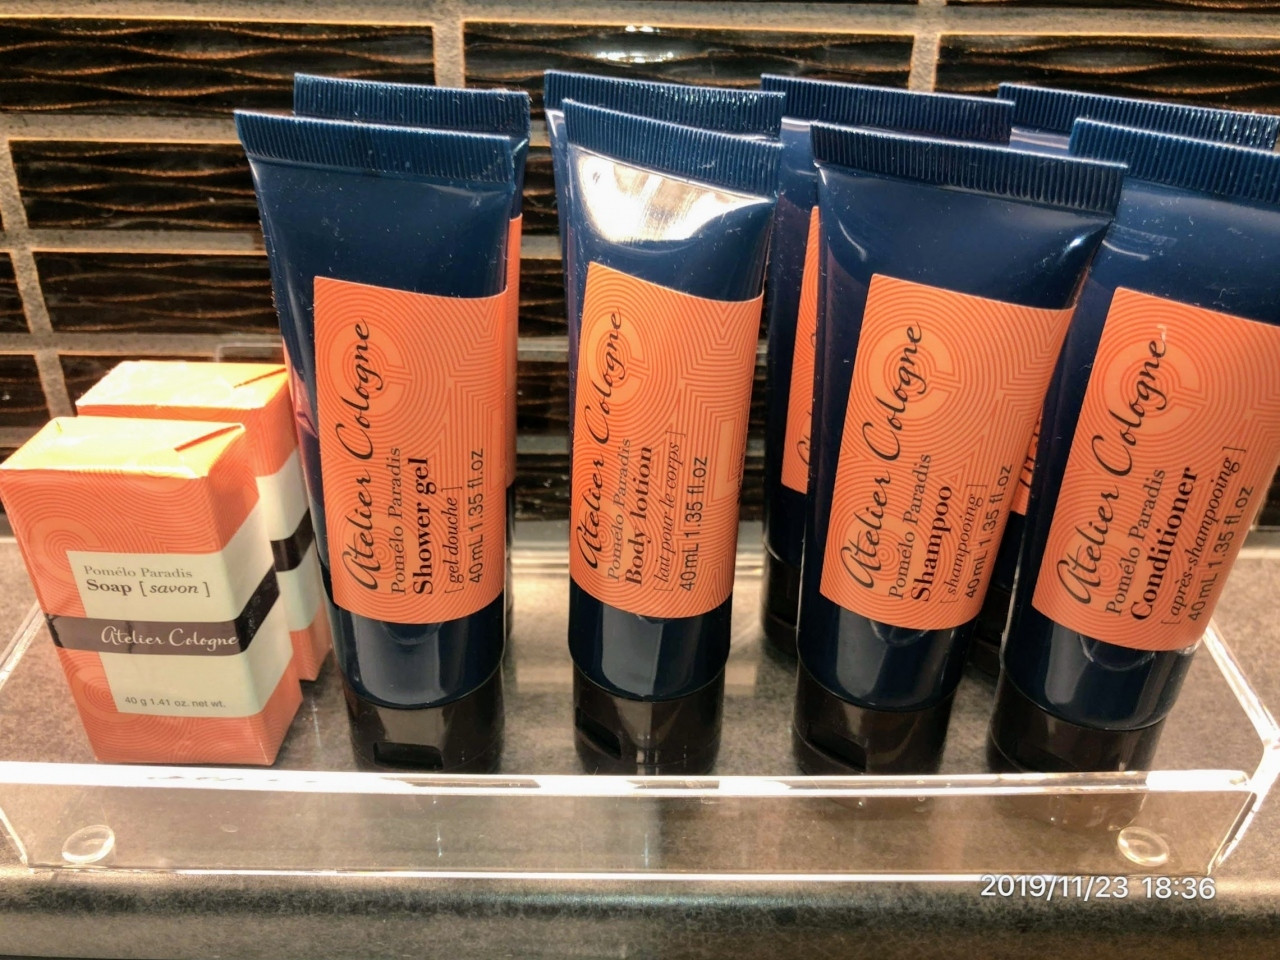 Pomélo Paradis
Soap [savon]
Atelier Cologne
40 g 1.41 oz. net wt.
Atelier Cologne
Pomélo Paradis
Shower gel
[gel douche]
40mL 1.35 fl.oz
Atelier Cologne
Pomélo Paradis
Body lotion
[lait pour le corps]
40mL 1.35 fl.oz
Atelier Cologne
Pomélo Paradis
Shampoo
[shampooing]
40mL 1.35 fl.oz
Atelier Cologne
Pomélo Paradis
Conditioner
[après-shampooing]
40 mL 1.35 fl.oz
2019/11/23 18:36